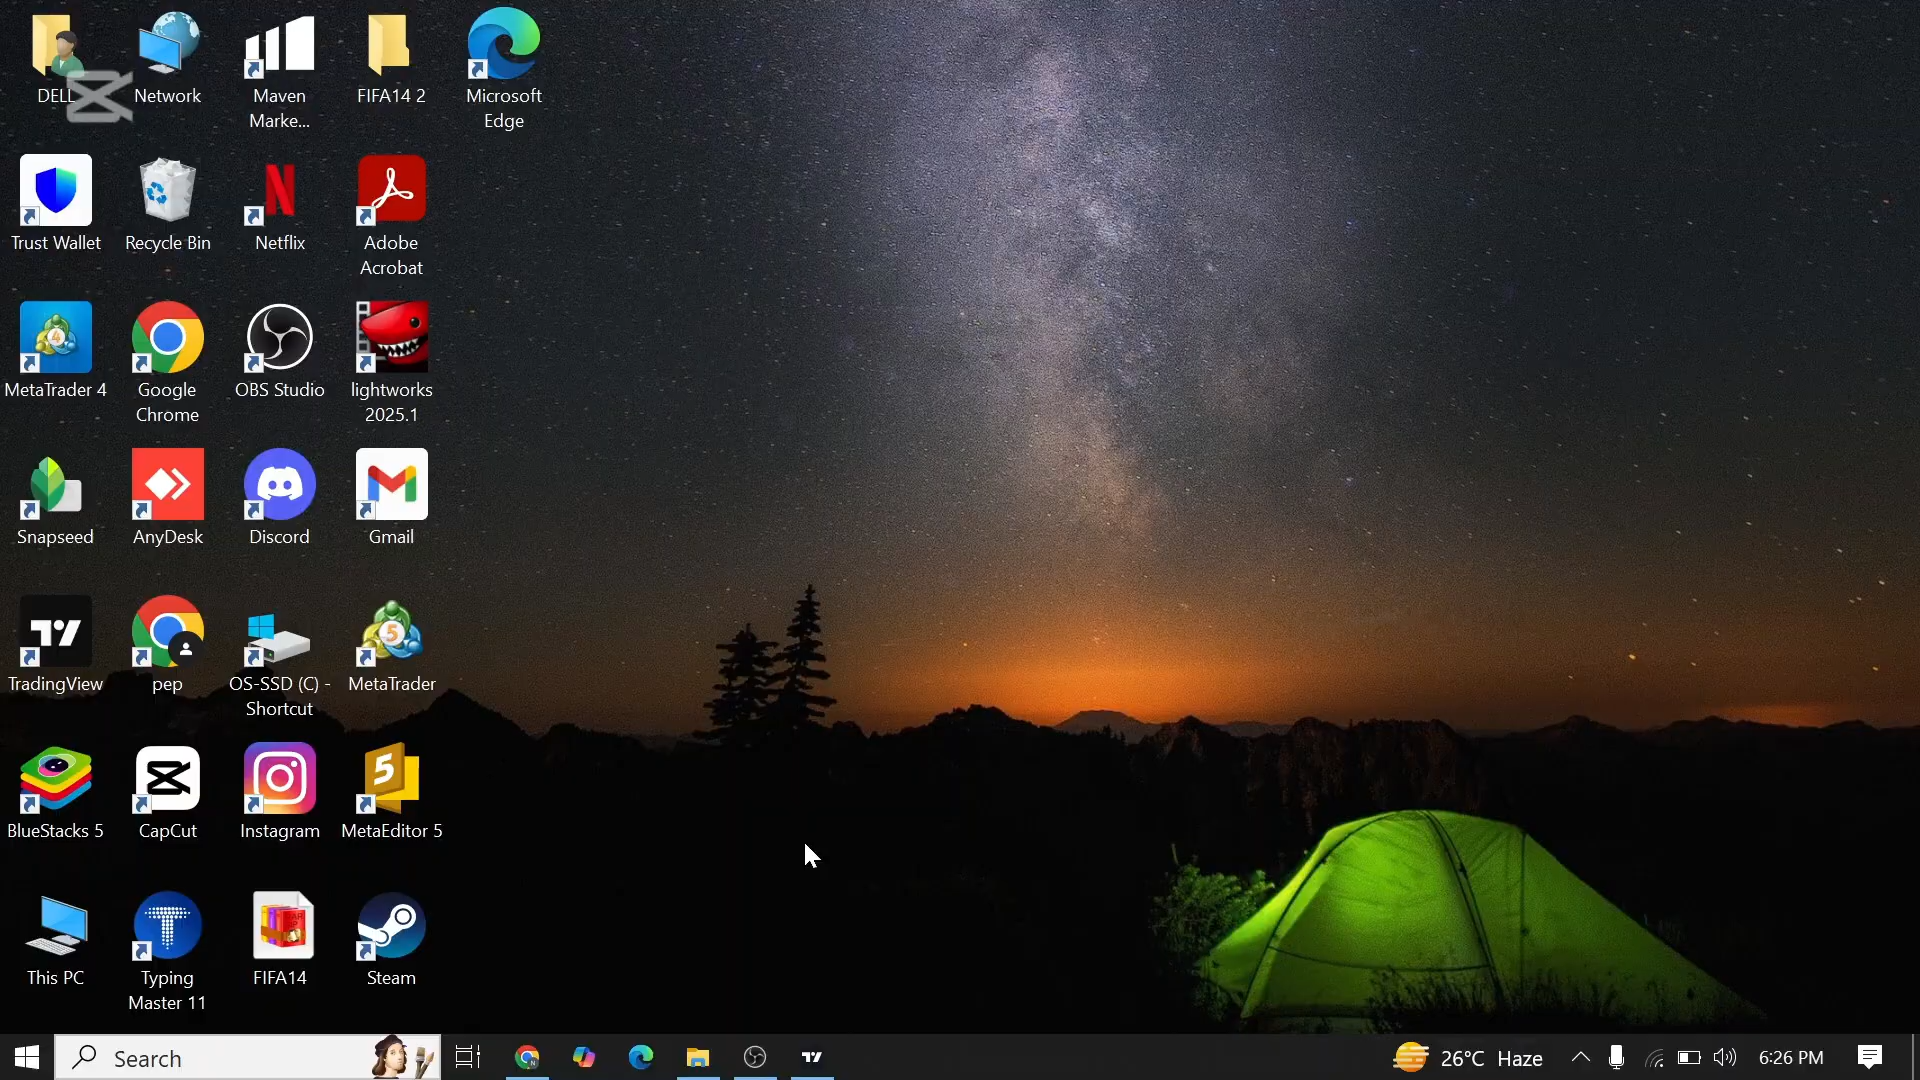 DELL
Network
Maven
Marke...
FIFA14 2
Microsoft
Edge
Trust Wallet
Recycle Bin
Netflix
Adobe
Acrobat
MetaTrader 4
Google
Chrome
OBS Studio
lightworks
2025.1
Snapseed
AnyDesk
Discord
Gmail
TradingView
pep
OS-SSD (C) -
Shortcut
MetaTrader
BlueStacks 5
CapCut
Instagram
MetaEditor 5
This PC
Typing
Master 11
FIFA14
Steam
Search
26°C Haze
6:26 PM